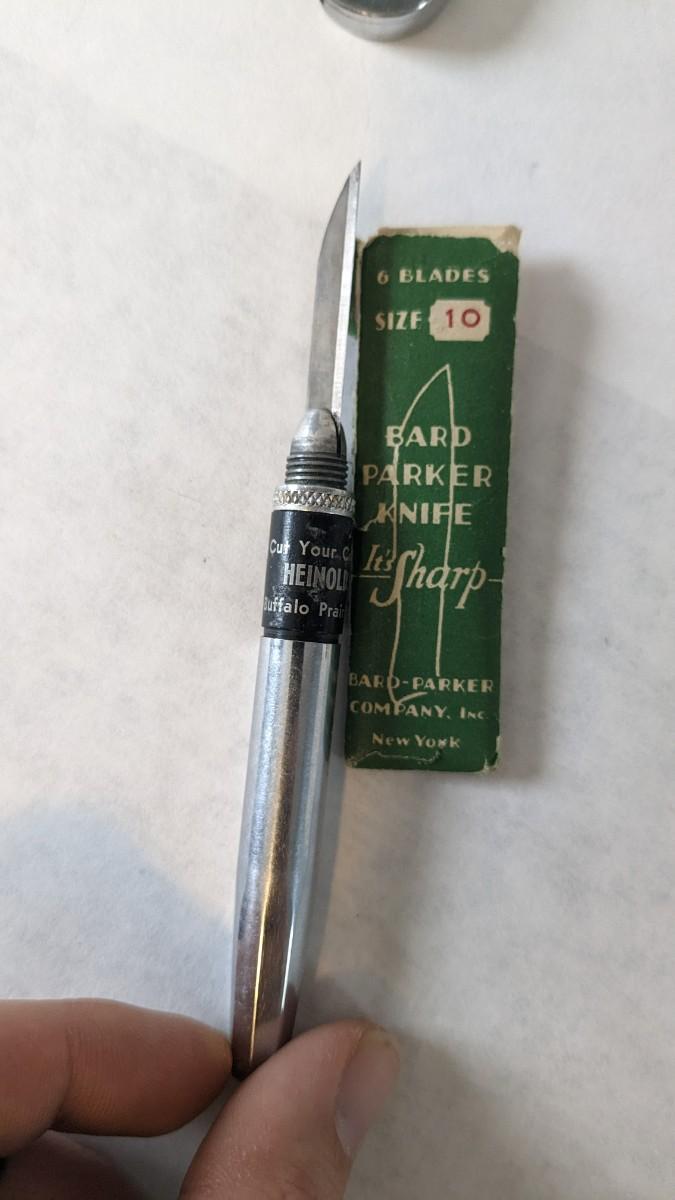 6 BLADES
SIZE 10
BARD
PARKER
KNIFE
It's Sharp
BARD-PARKER
COMPANY, Inc.
New York
Cut Your
HEINOLD
Buffalo Prai